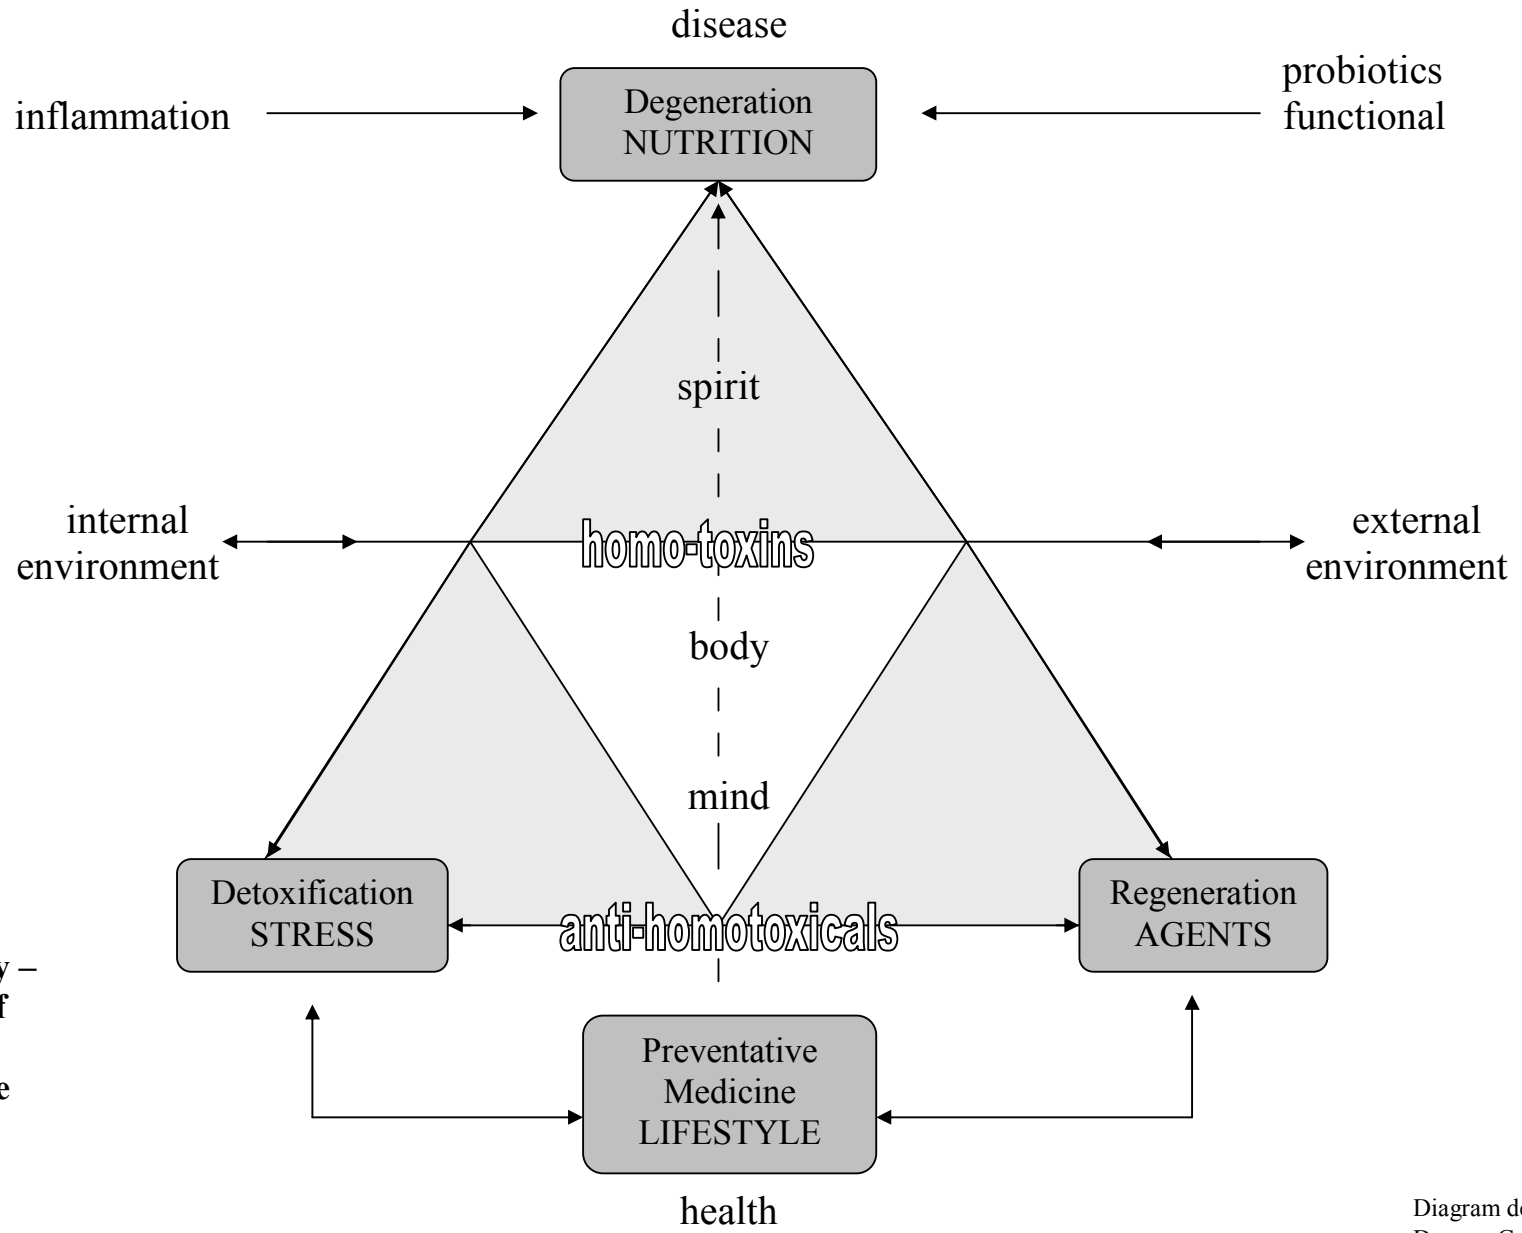 disease
inflammation
Degeneration
NUTRITION
probiotics
functional
spirit
internal
environment
homo-toxins
external
environment
body
mind
Detoxification
STRESS
anti-homotoxicals
Regeneration
AGENTS
Preventative
Medicine
LIFESTYLE
health
Diagram